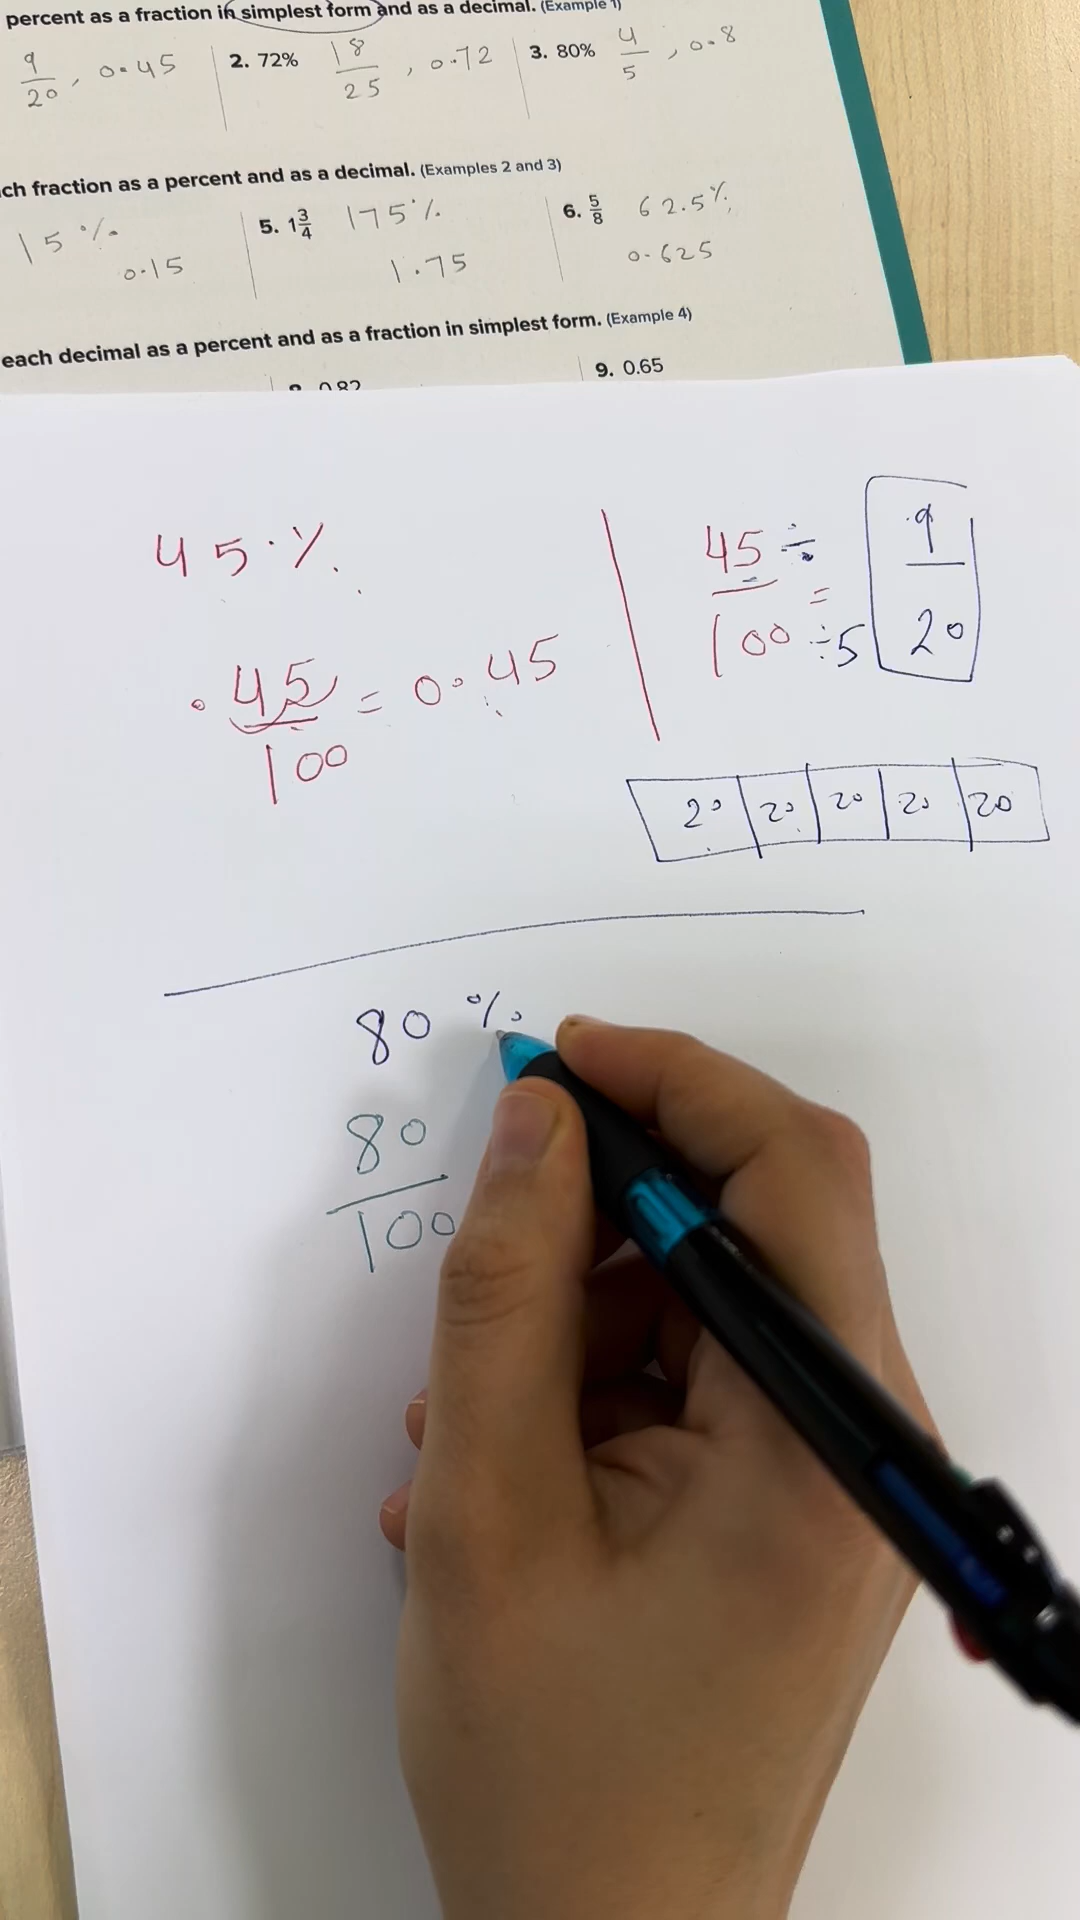 percent as a fraction in simplest form and as a decimal. (Example 1)
9/20, 0.45
2. 72% 18/25, 0.72
3. 80% 4/5, 0.8
ch fraction as a percent and as a decimal. (Examples 2 and 3)
15% 0.15
5. 1 3/4 175% 1.75
6. 5/8 62.5% 0.625
each decimal as a percent and as a fraction in simplest form. (Example 4)
0.82
9. 0.65
45%
45/100 = 0.45
45 ÷
100 ÷5
= 9/20
20 20 20 20 20
80%
80
100